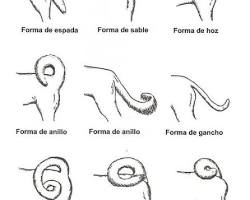 Forma de espada
Forma de sable
Forma de hoz
Forma de anillo
Forma de anillo
Forma de gancho